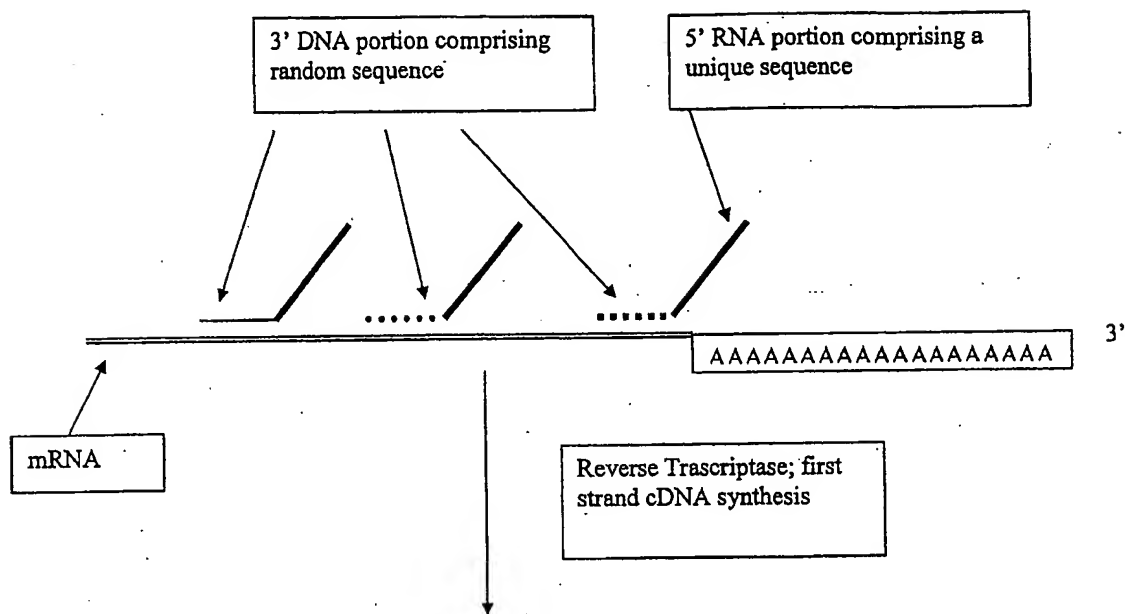 3’ DNA portion comprising
random sequence
5’ RNA portion comprising a
unique sequence
3’
AAAAAAAAAAAAAAAAAAA
mRNA
Reverse Trascriptase; first
strand cDNA synthesis